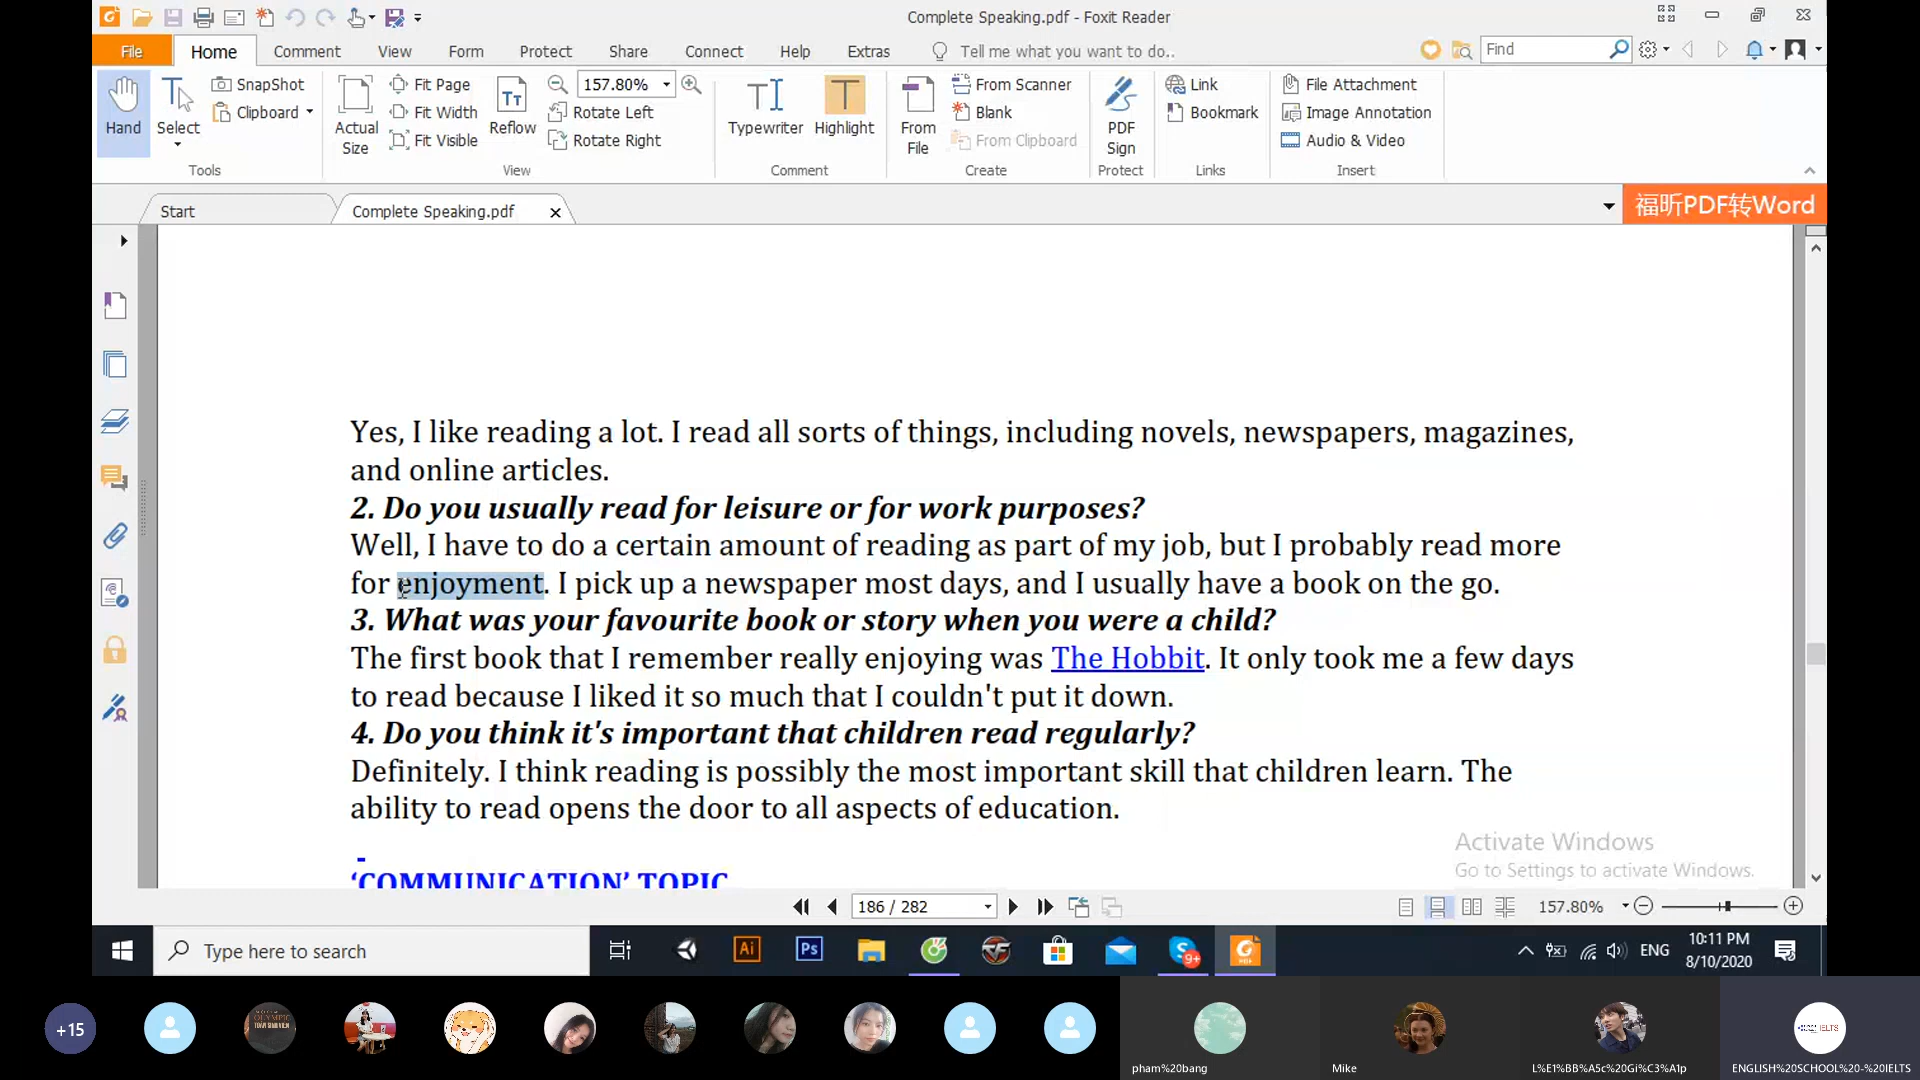 Complete Speaking.pdf - Foxit Reader
File Home Comment View Form Protect Share Connect Help Extras Tell me what you want to do.. Find
Hand
Select
SnapShot
Clipboard
Tools
Actual Size
Fit Page
Fit Width
Fit Visible
Reflow
157.80%
Rotate Left
Rotate Right
View
Typewriter
Highlight
Comment
From File
From Scanner
Blank
From Clipboard
Create
PDF Sign
Protect
Link
Bookmark
Links
File Attachment
Image Annotation
Audio & Video
Insert
Start
Complete Speaking.pdf
福昕PDF转Word
Yes, I like reading a lot. I read all sorts of things, including novels, newspapers, magazines,
and online articles.
2. Do you usually read for leisure or for work purposes?
Well, I have to do a certain amount of reading as part of my job, but I probably read more
for enjoyment. I pick up a newspaper most days, and I usually have a book on the go.
3. What was your favourite book or story when you were a child?
The first book that I remember really enjoying was The Hobbit. It only took me a few days
to read because I liked it so much that I couldn't put it down.
4. Do you think it's important that children read regularly?
Definitely. I think reading is possibly the most important skill that children learn. The
ability to read opens the door to all aspects of education.
‘COMMUNICATION’ TOPIC
Activate Windows
Go to Settings to activate Windows.
186 / 282
157.80%
Type here to search
Ai
Ps
9+
ENG
10:11 PM
8/10/2020
+15
pham%20bang
Mike
L%E1%BB%A5c%20Gi%C3%A1p
ENGLISH%20SCHOOL%20-%20IELTS